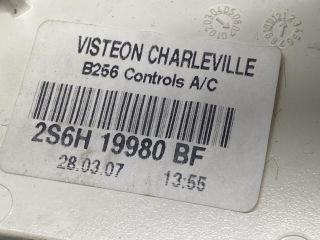 VISTEON CHARLEVILLE
B256 Controls A/C
2S6H 19980 BF
28.03.07 13:55